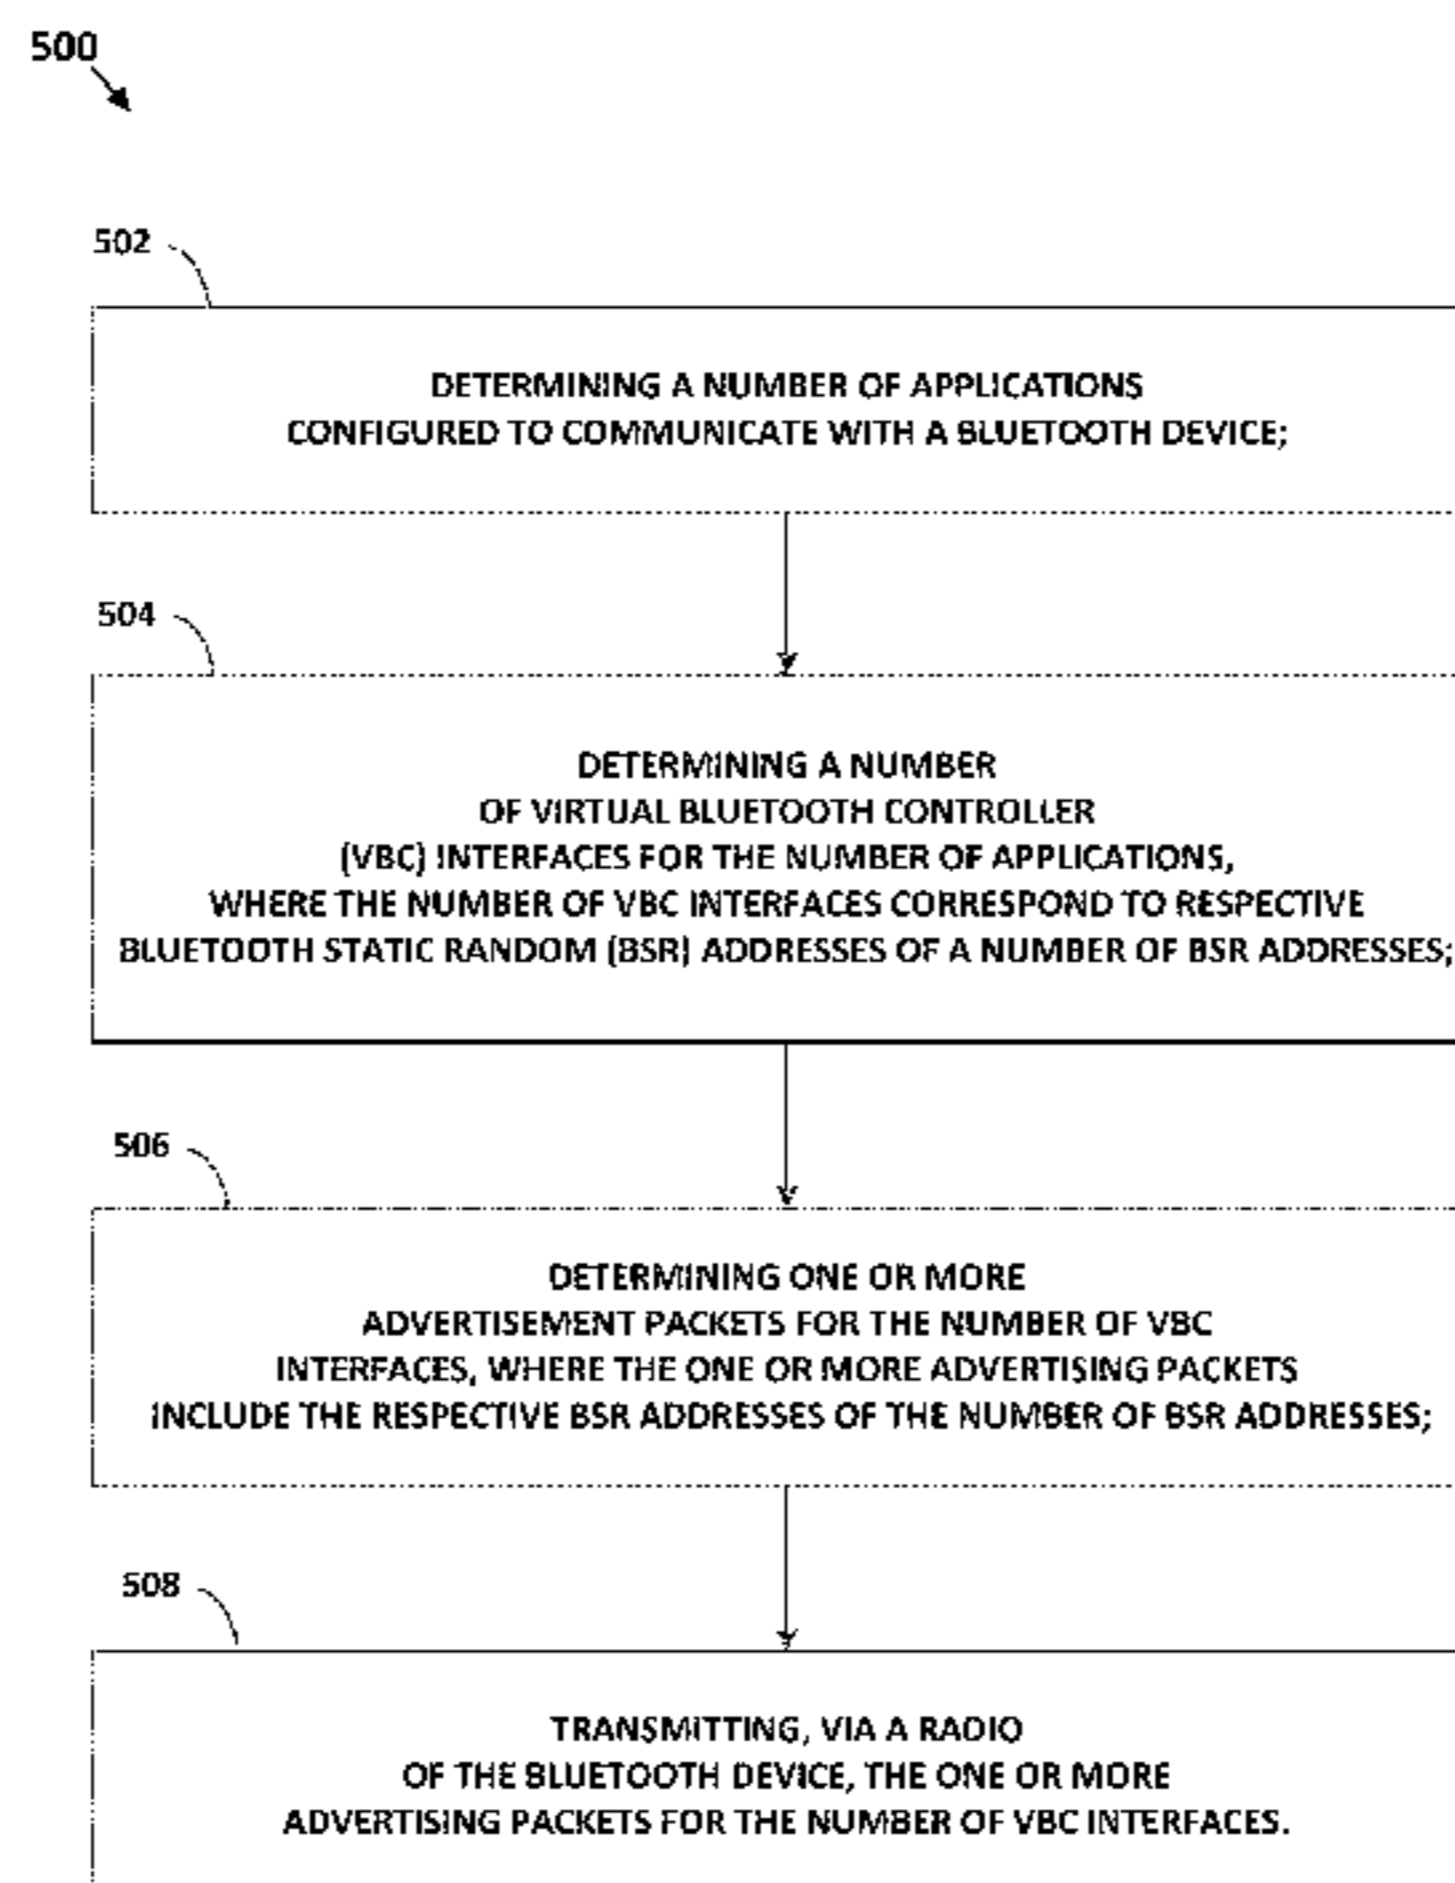 500
502
DETERMINING A NUMBER OF APPLICATIONS
CONFIGURED TO COMMUNICATE WITH A BLUETOOTH DEVICE;
504
DETERMINING A NUMBER
OF VIRTUAL BLUETOOTH CONTROLLER
(VBC) INTERFACES FOR THE NUMBER OF APPLICATIONS,
WHERE THE NUMBER OF VBC INTERFACES CORRESPOND TO RESPECTIVE
BLUETOOTH STATIC RANDOM (BSR) ADDRESSES OF A NUMBER OF BSR ADDRESSES;
506
DETERMINING ONE OR MORE
ADVERTISEMENT PACKETS FOR THE NUMBER OF VBC
INTERFACES, WHERE THE ONE OR MORE ADVERTISING PACKETS
INCLUDE THE RESPECTIVE BSR ADDRESSES OF THE NUMBER OF BSR ADDRESSES;
508
TRANSMITTING, VIA A RADIO
OF THE BLUETOOTH DEVICE, THE ONE OR MORE
ADVERTISING PACKETS FOR THE NUMBER OF VBC INTERFACES.